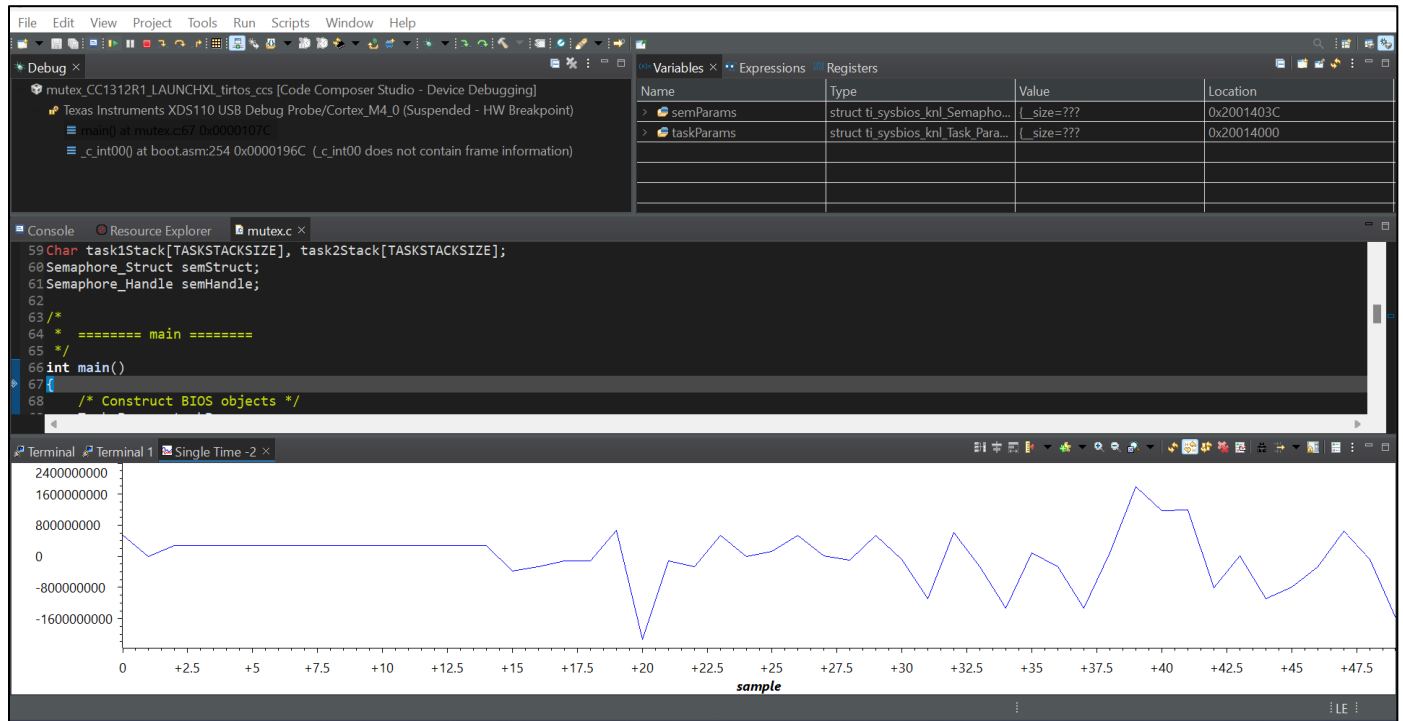 File Edit View Project Tools Run Scripts Window Help
Debug
mutex_CC1312R1_LAUNCHXL_tirtos_ccs [Code Composer Studio - Device Debugging]
Texas Instruments XDS110 USB Debug Probe/Cortex_M4_0 (Suspended - HW Breakpoint)
main() at mutex.c:67 0x0000107C
_c_int00() at boot.asm:254 0x0000196C (_c_int00 does not contain frame information)
Variables Expressions Registers
Name Type Value Location
semParams struct ti_sysbios_knl_Semapho... {_size=??? 0x2001403C
taskParams struct ti_sysbios_knl_Task_Para... {_size=??? 0x20014000
Console Resource Explorer mutex.c
59 Char task1Stack[TASKSTACKSIZE], task2Stack[TASKSTACKSIZE];
60 Semaphore_Struct semStruct;
61 Semaphore_Handle semHandle;
62
63 /*
64 * ======== main ========
65 */
66 int main()
67 {
68 /* Construct BIOS objects */
Terminal Terminal 1 Single Time -2
2400000000
1600000000
800000000
0
-800000000
-1600000000
0 +2.5 +5 +7.5 +10 +12.5 +15 +17.5 +20 +22.5 +25 +27.5 +30 +32.5 +35 +37.5 +40 +42.5 +45 +47.5
sample
LE